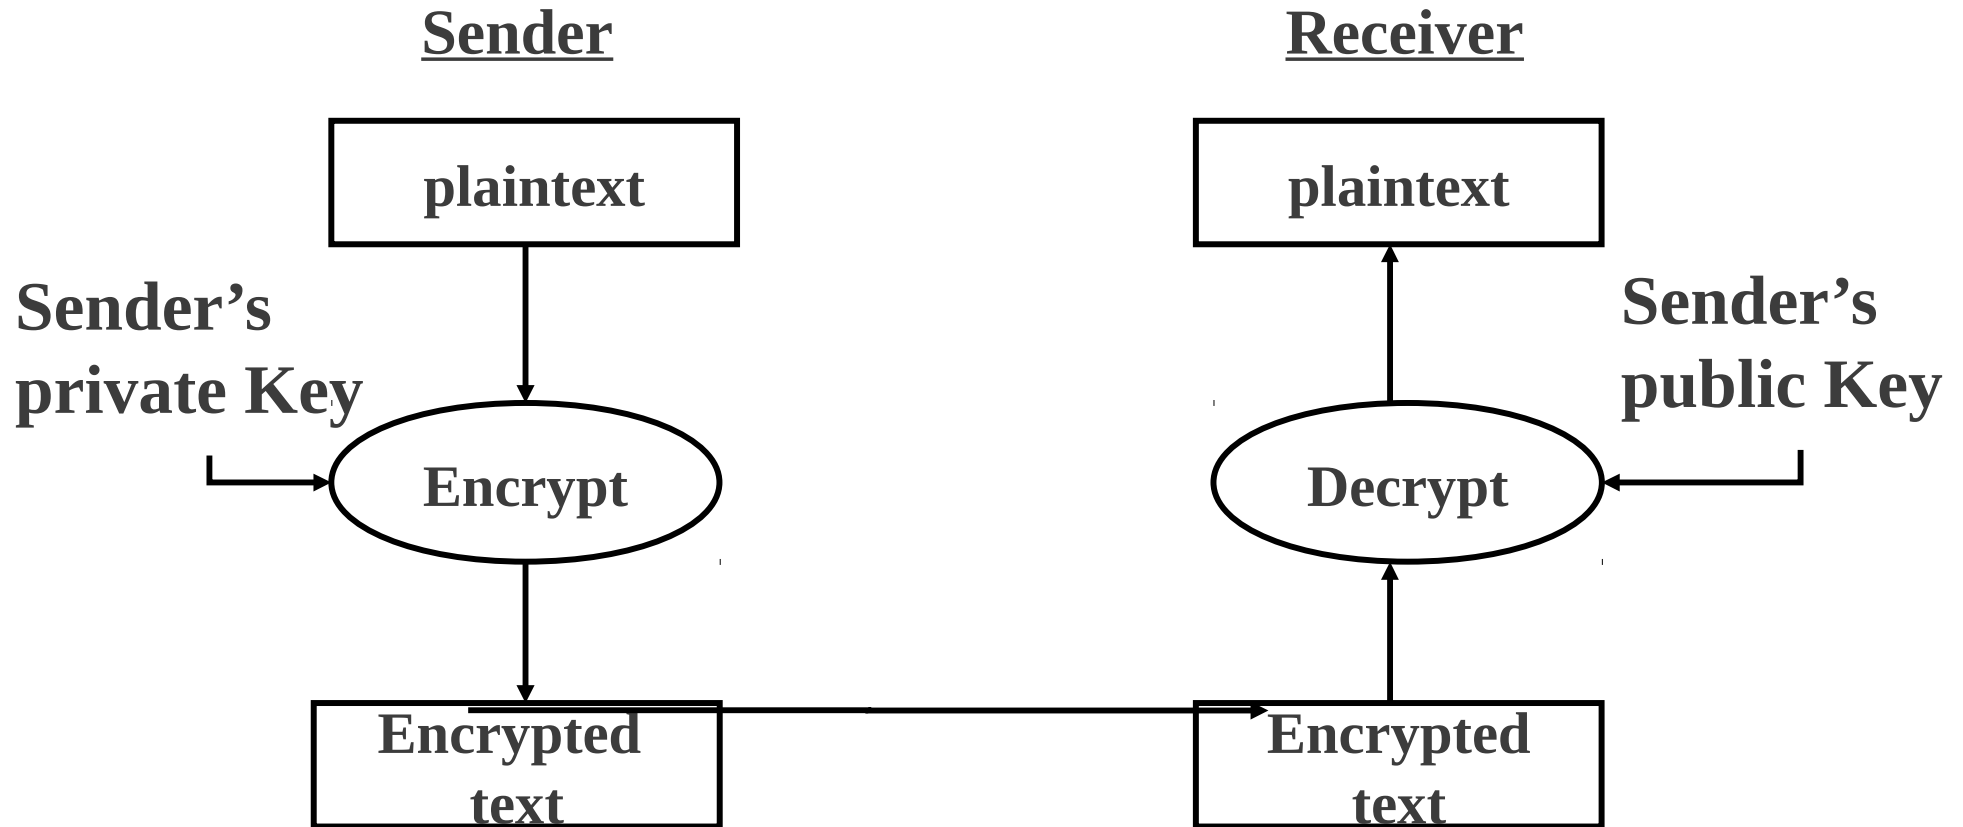 Sender
Receiver
plaintext
plaintext
Sender’s
private Key
Sender’s
public Key
Encrypt
Decrypt
Encrypted
text
Encrypted
text